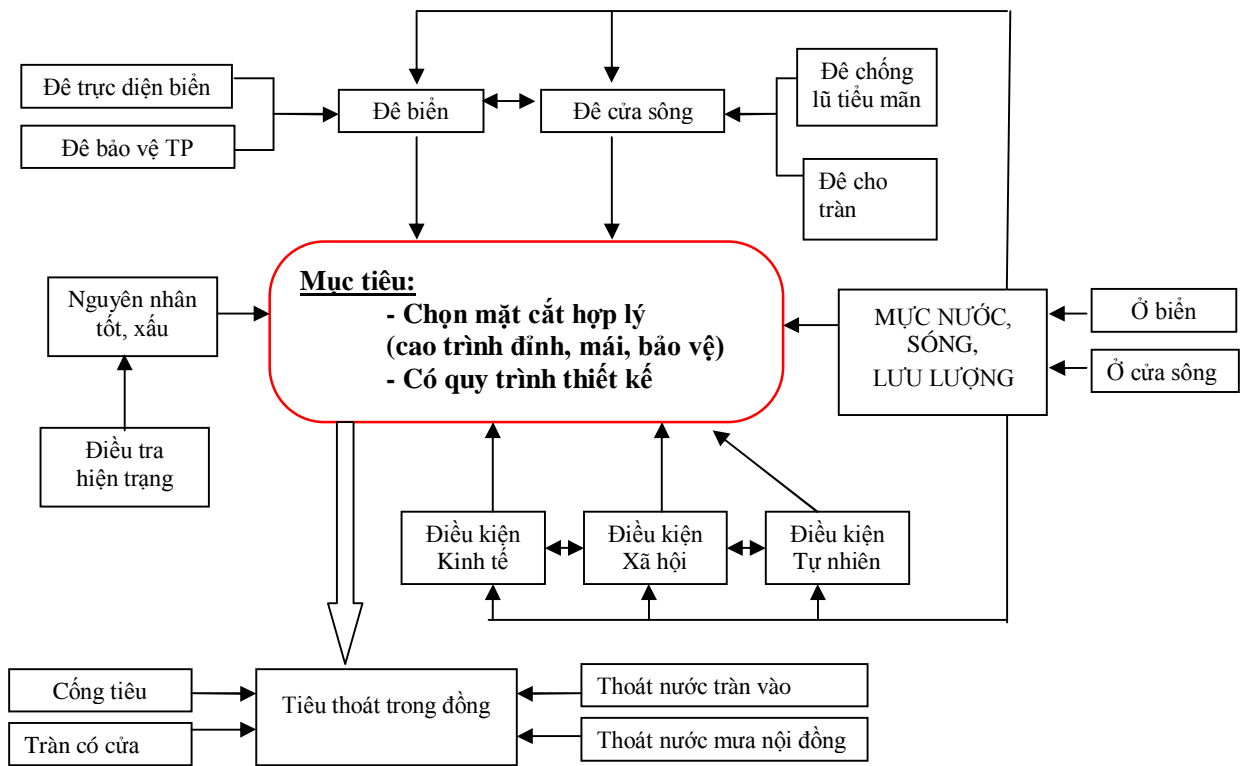 Đê trực diện biển
Đê bảo vệ TP
Đê biển
Đê cửa sông
Đê chống
lũ tiểu mãn
Đê cho
tràn
Nguyên nhân
tốt, xấu
Điều tra
hiện trạng
Mục tiêu:
- Chọn mặt cắt hợp lý
(cao trình đỉnh, mái, bảo vệ)
- Có quy trình thiết kế
MỰC NƯỚC,
SÓNG,
LƯU LƯỢNG
Ở biển
Ở cửa sông
Điều kiện
Kinh tế
Điều kiện
Xã hội
Điều kiện
Tự nhiên
Cống tiêu
Tràn có cửa
Tiêu thoát trong đồng
Thoát nước tràn vào
Thoát nước mưa nội đồng